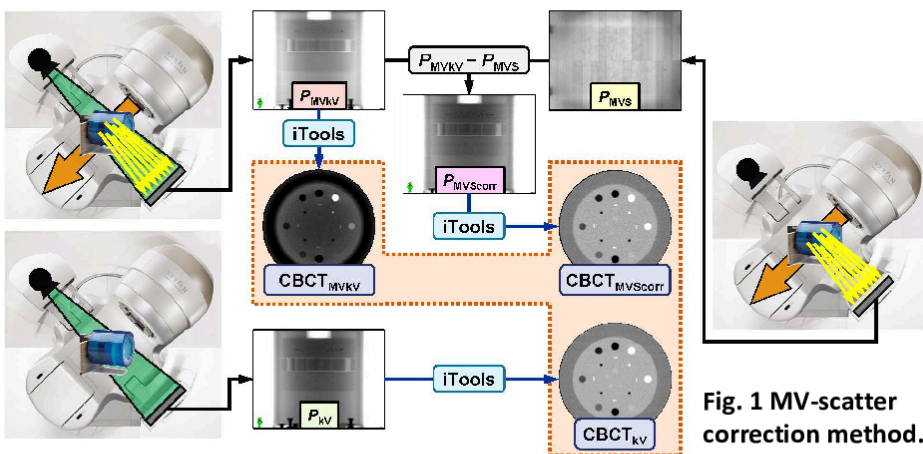 P_MVkV
P_MVkV – P_MVS
P_MVS
iTools
P_MVScorr
iTools
CBCT_MVkV
CBCT_MVScorr
P_kV
iTools
CBCT_kV
Fig. 1 MV-scatter
correction method.